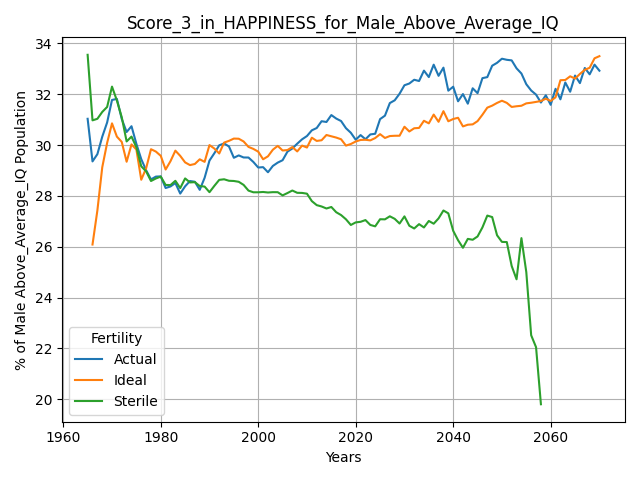 Score_3_in_HAPPINESS_for_Male_Above_Average_IQ
% of Male Above_Average_IQ Population
34
32
30
28
26
24
22
20
Fertility
Actual
Ideal
Sterile
1960 1980 2000 2020 2040 2060
Years